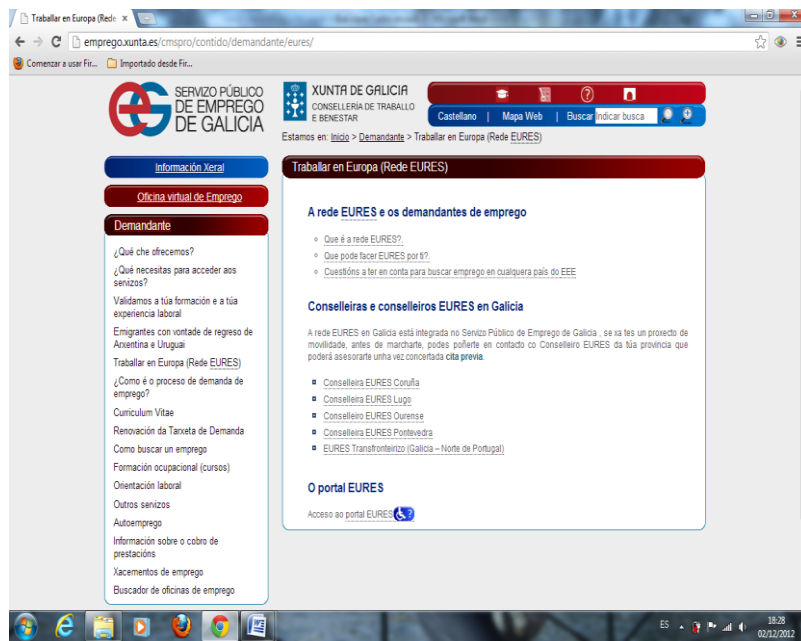 Traballar en Europa (Rede
emprego.xunta.es/cmspro/contido/demandante/eures/
Comenzar a usar Fir... Importado desde Fir...
SERVIZO PÚBLICO
DE EMPREGO
DE GALICIA
XUNTA DE GALICIA
CONSELLERÍA DE TRABALLO
E BENESTAR
Castellano | Mapa Web | Buscar Indicar busca
Estamos en: Inicio > Demandante > Traballar en Europa (Rede EURES)
Información Xeral
Oficina virtual de Emprego
Demandante
¿Qué che ofrecemos?
¿Qué necesitas para acceder aos
servizos?
Validamos a túa formación e a túa
experiencia laboral
Emigrantes con vontade de regreso de
Arxentina e Uruguai
Traballar en Europa (Rede EURES)
¿Como é o proceso de demanda de
emprego?
Curriculum Vitae
Renovación da Tarxeta de Demanda
Como buscar un emprego
Formación ocupacional (cursos)
Orientación laboral
Outros servizos
Autoemprego
Información sobre o cobro de
prestacións
Xacementos de emprego
Buscador de oficinas de emprego
Traballar en Europa (Rede EURES)
A rede EURES e os demandantes de emprego
Que é a rede EURES?.
Que pode facer EURES por ti?.
Cuestións a ter en conta para buscar emprego en cualquera país do EEE
Conselleiras e conselleiros EURES en Galicia
A rede EURES en Galicia está integrada no Servizo Público de Emprego de Galicia , se xa tes un proxecto de
movilidade, antes de marcharte, podes poñerte en contacto co Conselleiro EURES da túa provincia que
poderá asesorarte unha vez concertada cita previa.
Conselleira EURES Coruña
Conselleira EURES Lugo
Conselleiro EURES Ourense
Conselleira EURES Pontevedra
EURES Transfronteirizo (Galicia – Norte de Portugal)
O portal EURES
Acceso ao portal EURES
ES
18:28
02/12/2012